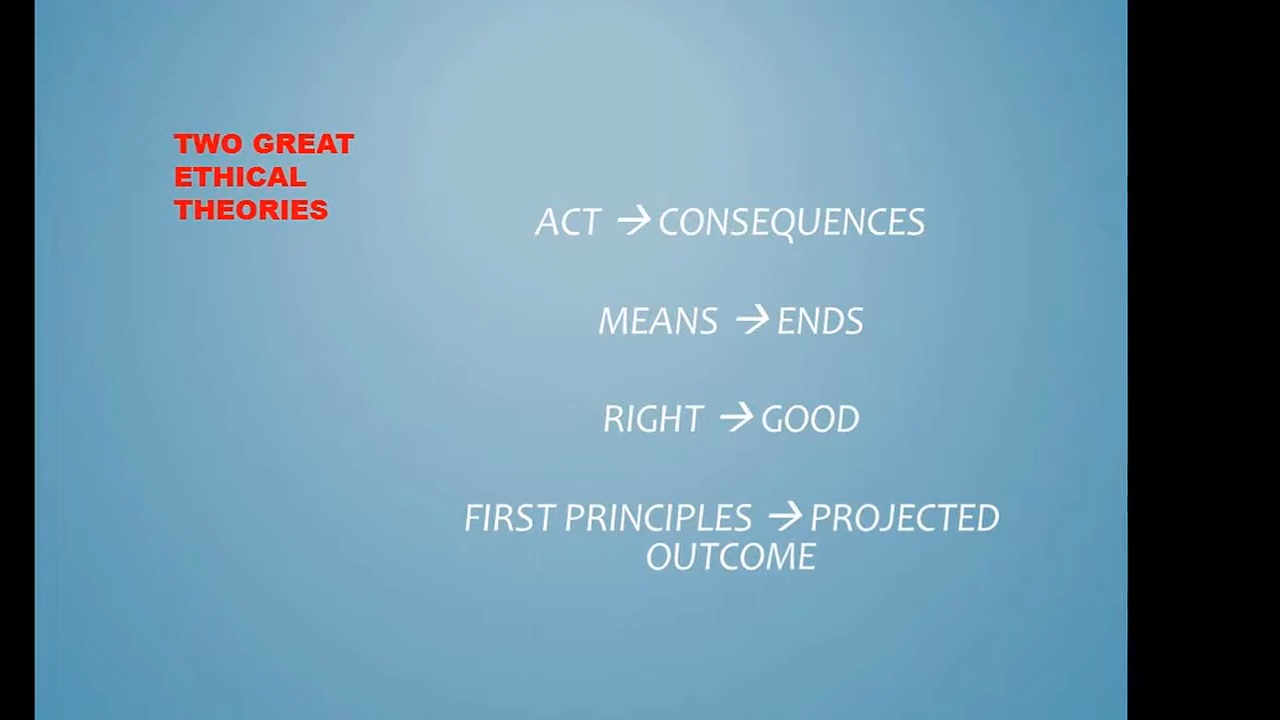 TWO GREAT
ETHICAL
THEORIES
ACT → CONSEQUENCES
MEANS → ENDS
RIGHT → GOOD
FIRST PRINCIPLES → PROJECTED
OUTCOME